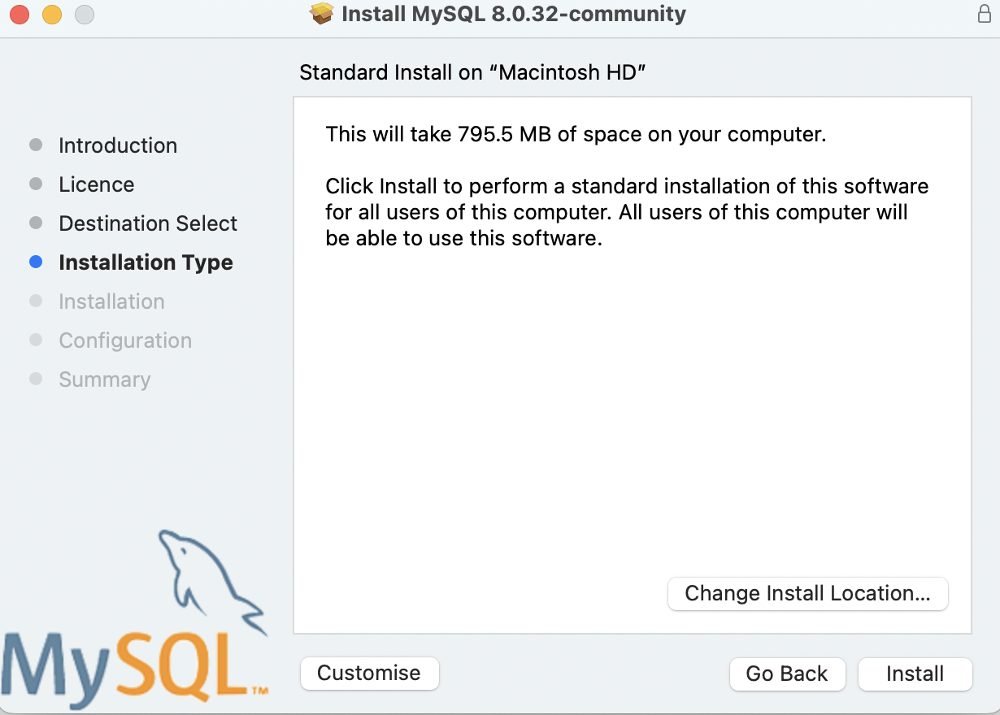 Install MySQL 8.0.32-community
Standard Install on “Macintosh HD”
Introduction
Licence
Destination Select
Installation Type
Installation
Configuration
Summary
This will take 795.5 MB of space on your computer.
Click Install to perform a standard installation of this software
for all users of this computer. All users of this computer will
be able to use this software.
Change Install Location...
MySQL™
Customise
Go Back
Install